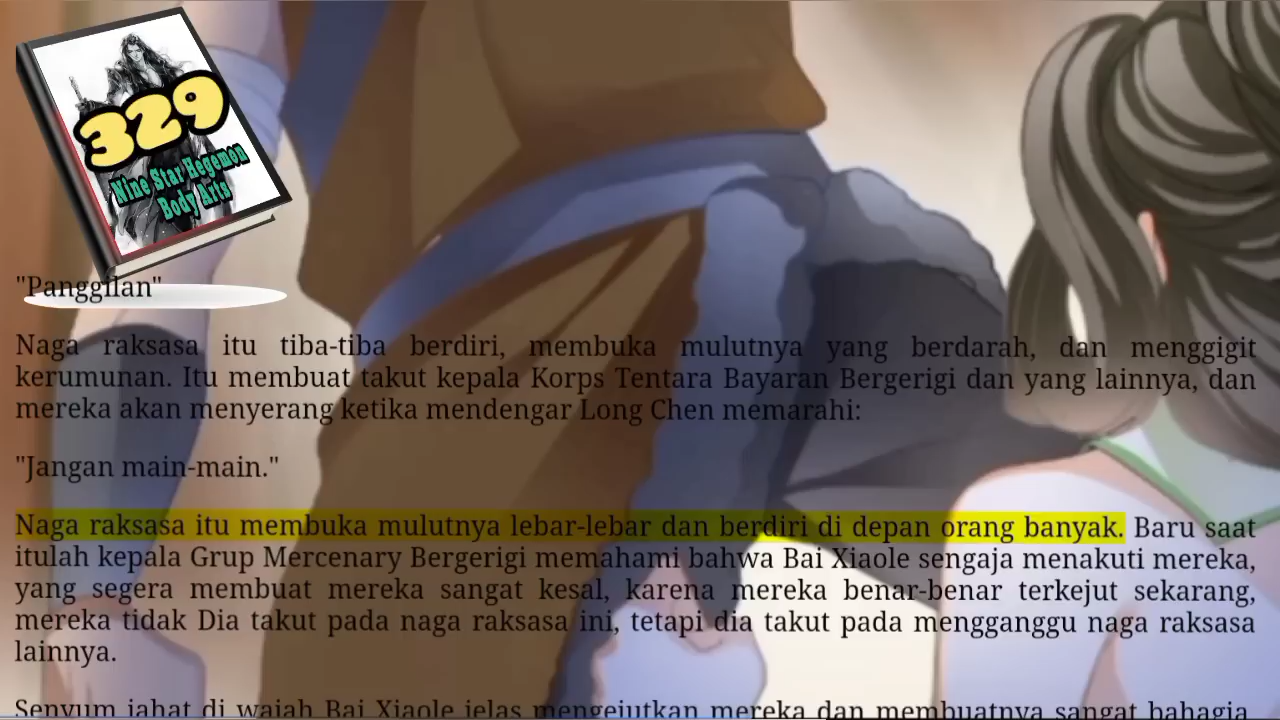 329
Nine Star Hegemon
Body Arts
"Panggilan"
Naga raksasa itu tiba-tiba berdiri, membuka mulutnya yang berdarah, dan menggigit
kerumunan. Itu membuat takut kepala Korps Tentara Bayaran Bergerigi dan yang lainnya, dan
mereka akan menyerang ketika mendengar Long Chen memarahi:
"Jangan main-main."
Naga raksasa itu membuka mulutnya lebar-lebar dan berdiri di depan orang banyak. Baru saat
itulah kepala Grup Mercenary Bergerigi memahami bahwa Bai Xiaole sengaja menakuti mereka,
yang segera membuat mereka sangat kesal, karena mereka benar-benar terkejut sekarang,
mereka tidak Dia takut pada naga raksasa ini, tetapi dia takut pada mengganggu naga raksasa
lainnya.
Senyum jahat di wajah Bai Xiaole jelas mengejutkan mereka dan membuatnya sangat bahagia.